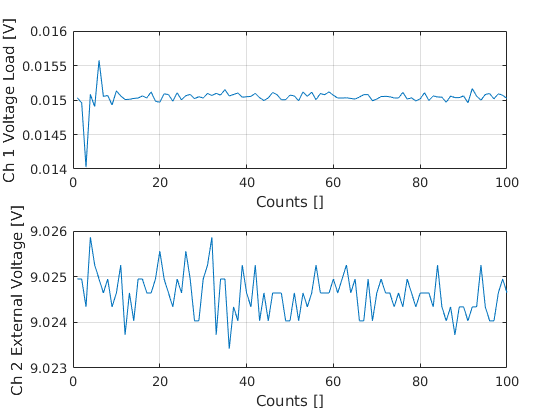 Ch 1 Voltage Load [V]
0.016
0.0155
0.015
0.0145
0.014
0 20 40 60 80 100
Counts []
Ch 2 External Voltage [V]
9.026
9.025
9.024
9.023
0 20 40 60 80 100
Counts []